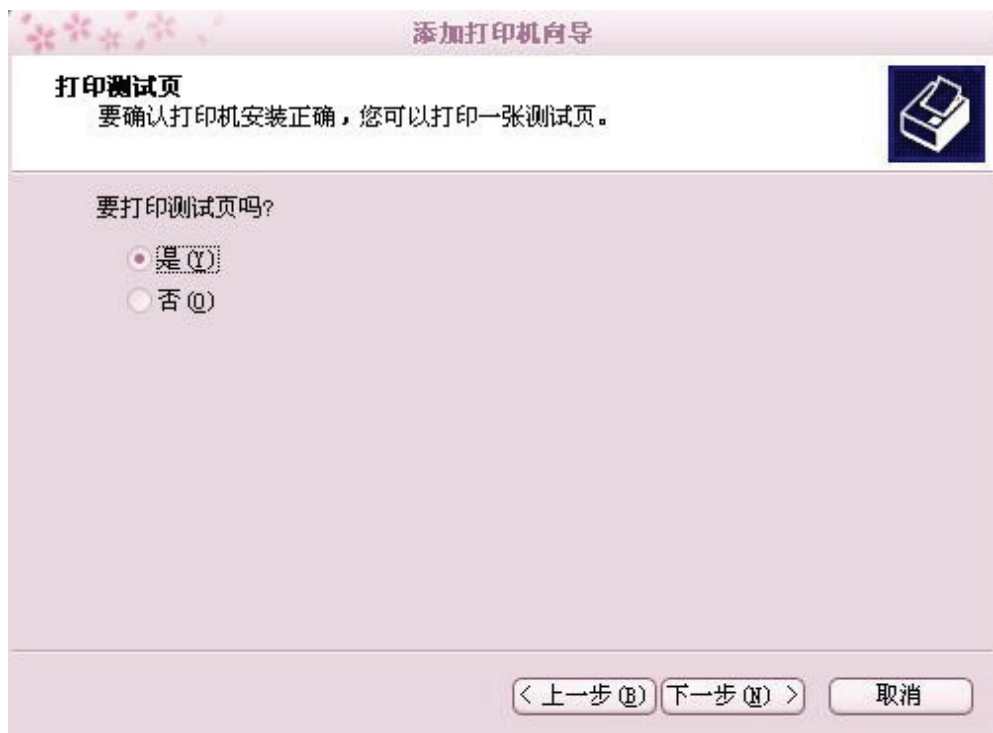 添加打印机向导
打印测试页
要确认打印机安装正确，您可以打印一张测试页。
要打印测试页吗?
是(Y)
否(O)
< 上一步(B) 下一步(N) > 取消